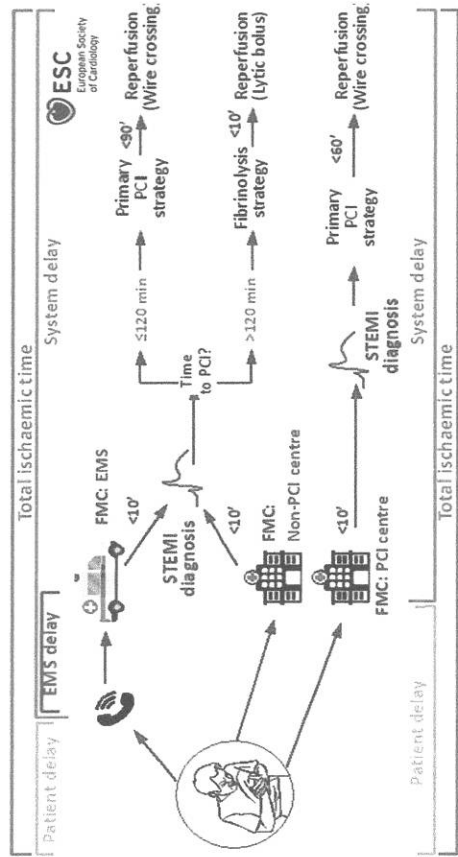 Total ischaemic time
Patient delay
EMS delay
System delay
ESC
European Society
of Cardiology
FMC: EMS
<10'
STEMI
diagnosis
<10'
FMC:
Non-PCI centre
Time
to PCI?
≤120 min
Primary
PCI
strategy
<90'
Reperfusion
(Wire crossing)
>120 min
Fibrinolysis
strategy
<10'
Reperfusion
(Lytic bolus)
FMC: PCI centre
<10'
STEMI
diagnosis
Primary
PCI
strategy
<60'
Reperfusion
(Wire crossing)
Patient delay
System delay
Total ischaemic time